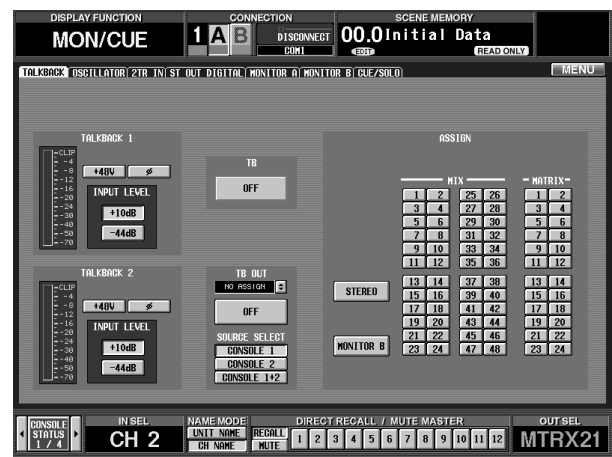 DISPLAY FUNCTION CONNECTION SCENE MEMORY
MON/CUE 1 A B DISCONNECT COM1 00.0 Initial Data EDIT READ ONLY
TALKBACK OSCILLATOR 2TR IN ST OUT DIGITAL MONITOR A MONITOR B CUE/SOLO MENU
TALKBACK 1
CLIP
-4
-8
-12
-16
-20
-24
-30
-40
-50
-70
+48V ø
INPUT LEVEL
+10dB
-44dB
TALKBACK 2
CLIP
-4
-8
-12
-16
-20
-24
-30
-40
-50
-70
+48V ø
INPUT LEVEL
+10dB
-44dB
TB
OFF
TB OUT
NO ASSIGN
OFF
SOURCE SELECT
CONSOLE 1
CONSOLE 2
CONSOLE 1+2
ASSIGN
STEREO
MONITOR B
MIX MATRIX
1 2 25 26 1 2
3 4 27 28 3 4
5 6 29 30 5 6
7 8 31 32 7 8
9 10 33 34 9 10
11 12 35 36 11 12
13 14 37 38 13 14
15 16 39 40 15 16
17 18 41 42 17 18
19 20 43 44 19 20
21 22 45 46 21 22
23 24 47 48 23 24
CONSOLE STATUS 1 / 4
IN SEL
CH 2
NAME MODE
UNIT NAME
CH NAME
DIRECT RECALL / MUTE MASTER
RECALL
MUTE
1 2 3 4 5 6 7 8 9 10 11 12
OUT SEL
MTRX21